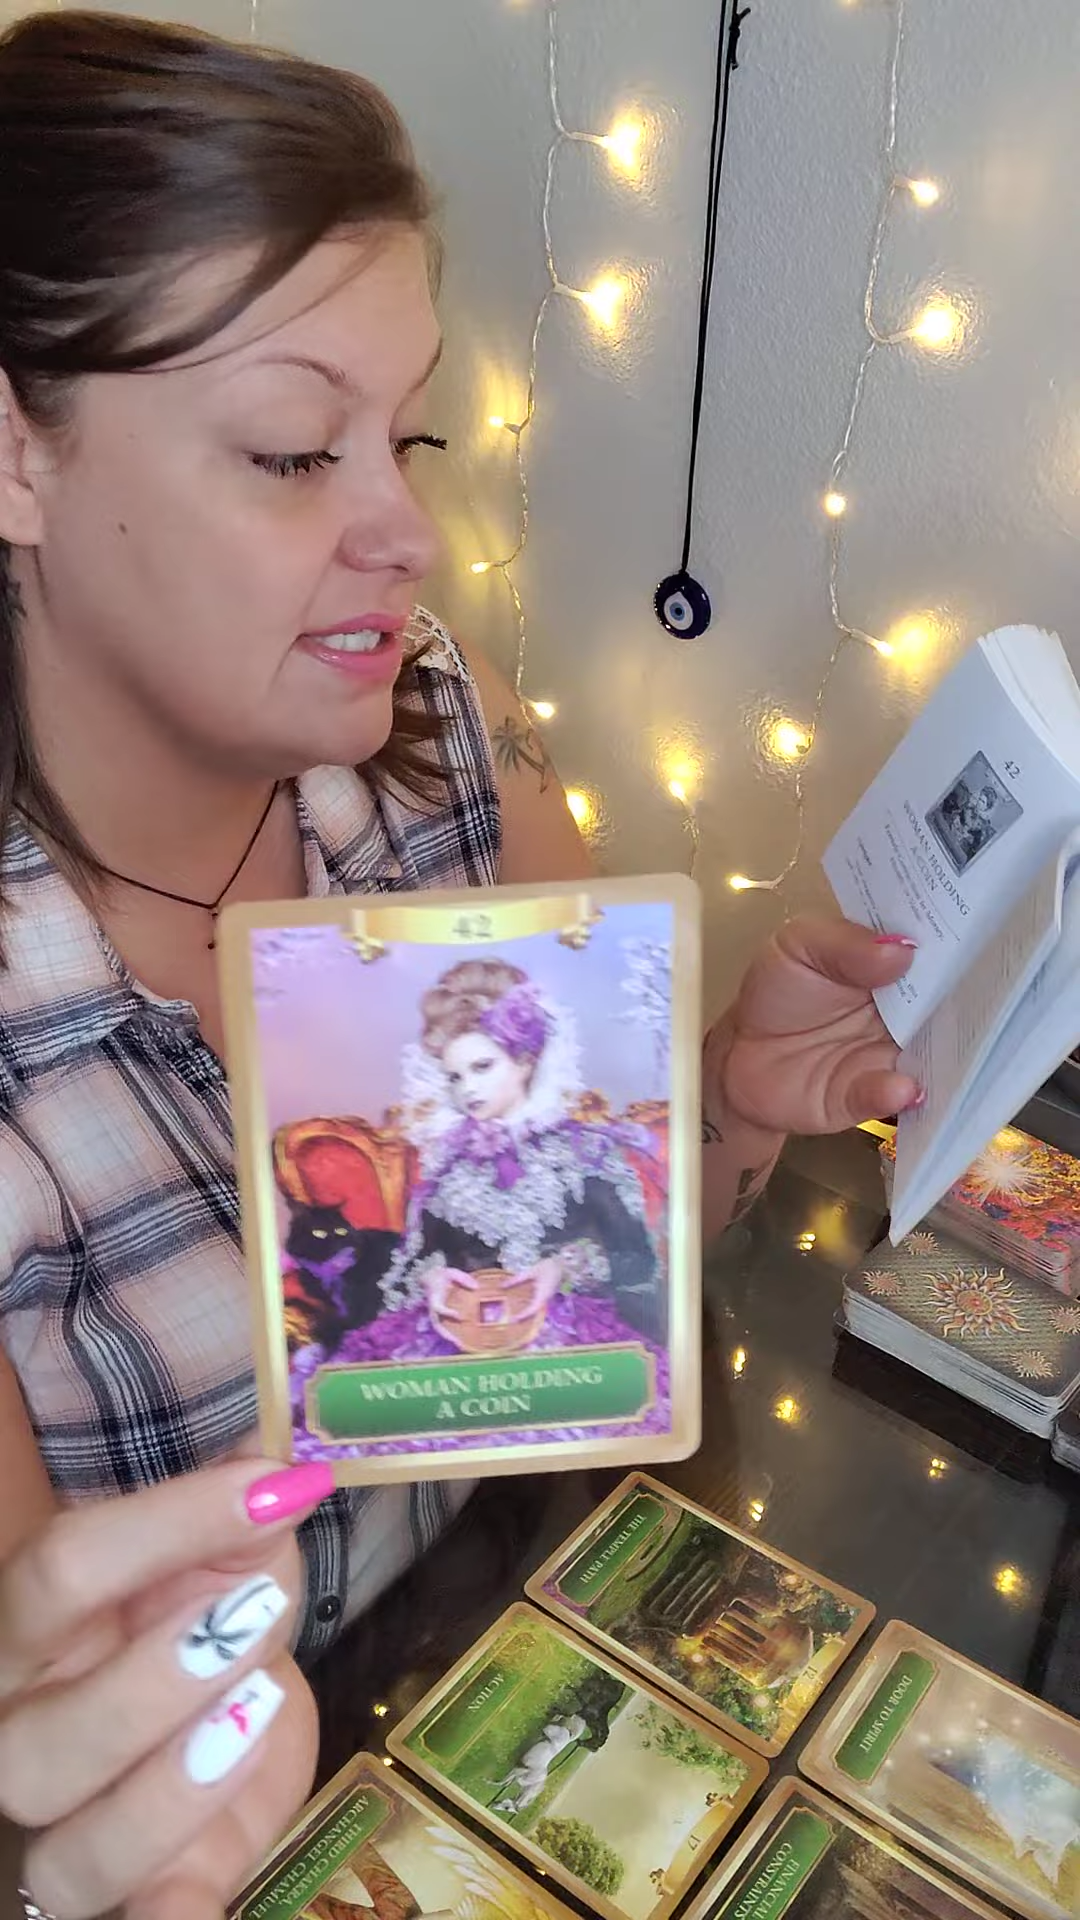 42
WOMAN HOLDING
A COIN
42
WOMAN HOLDING
A COIN
THE TEMPLE PATH
12
ACTION
17
DOOR TO SPIRIT
THIRD CHAKRA,
ARCHANGEL CHAMUEL
FINANCIAL
CONSTRAINTS